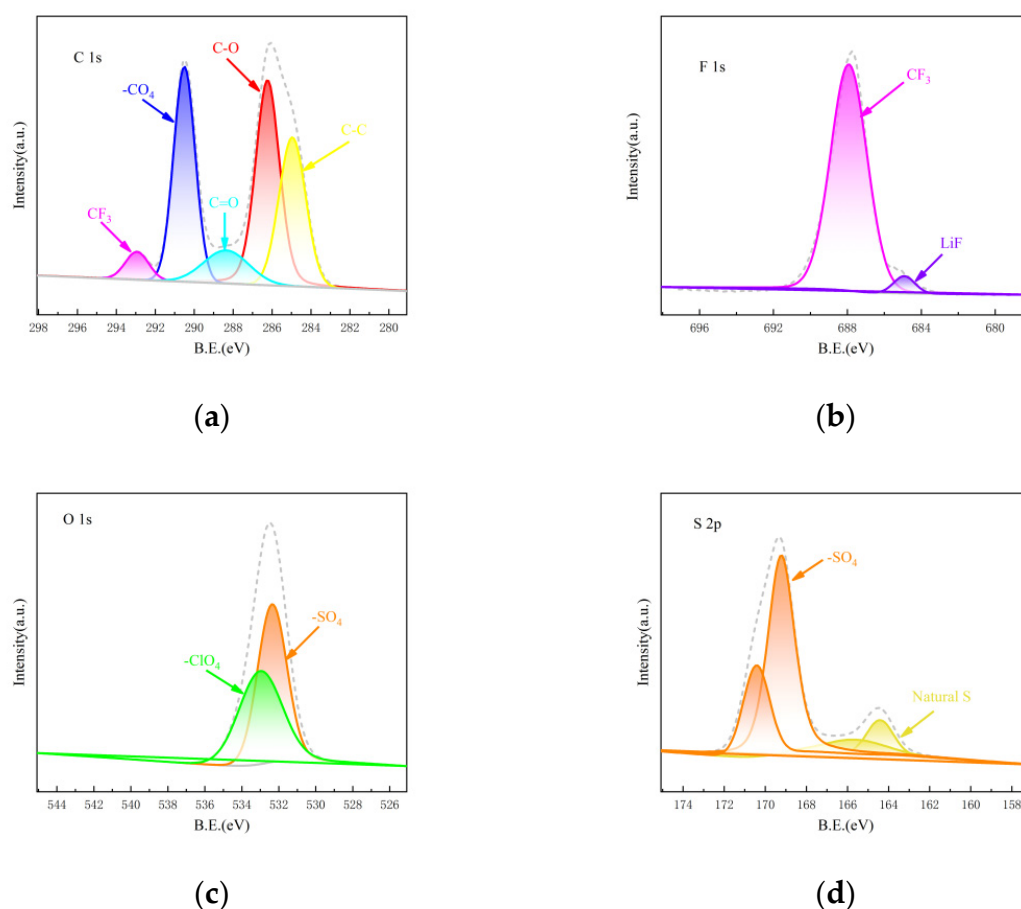 C 1s
C-O
-CO₄
C-C
C=O
CF₃
Intensity(a.u.)
298 296 294 292 290 288 286 284 282 280
B.E.(eV)
(a)
F 1s
CF₃
LiF
Intensity(a.u.)
696 692 688 684 680
B.E.(eV)
(b)
O 1s
-SO₄
-ClO₄
Intensity(a.u.)
544 542 540 538 536 534 532 530 528 526
B.E.(eV)
(c)
S 2p
-SO₄
Natural S
Intensity(a.u.)
174 172 170 168 166 164 162 160 158
B.E.(eV)
(d)